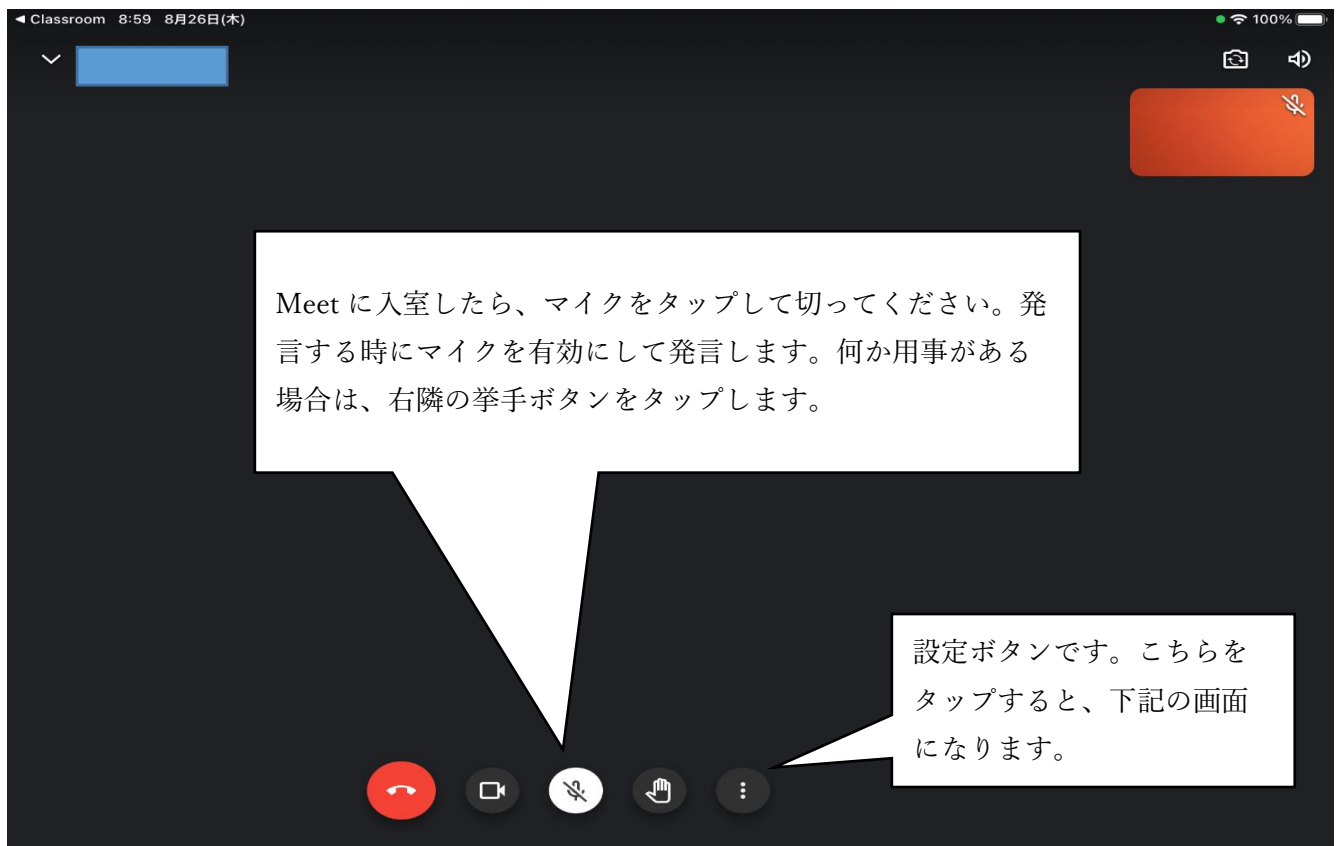 Classroom 8:59 8月26日(木)
100%
Meet に入室したら、マイクをタップして切ってください。発
言する時にマイクを有効にして発言します。何か用事がある
場合は、右隣の挙手ボタンをタップします。
設定ボタンです。こちらを
タップすると、下記の画面
になります。